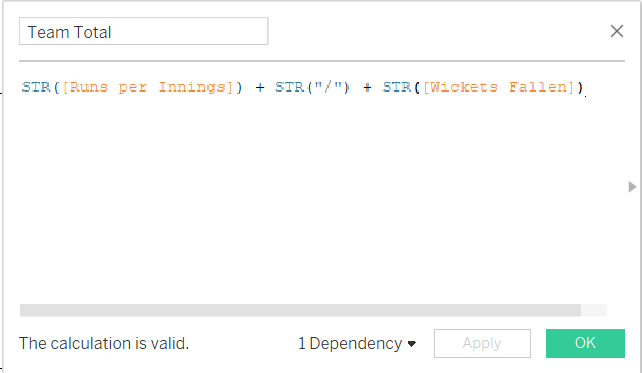 Team Total
STR([Runs per Innings]) + STR("/") + STR([Wickets Fallen])
The calculation is valid. 1 Dependency Apply OK